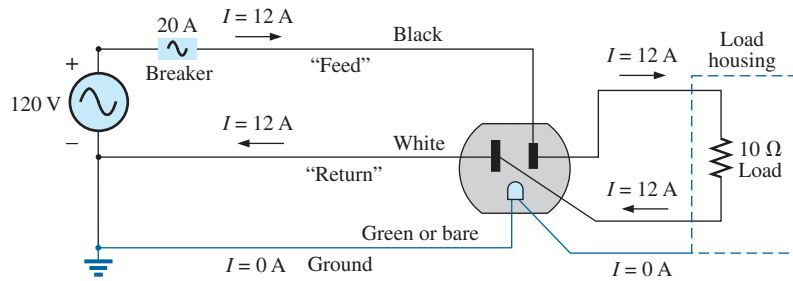 20 A
I = 12 A
Black
Load
housing
I = 12 A
+
Breaker
“Feed”
120 V
I = 12 A
–
White
10 Ω
Load
“Return”
I = 12 A
Green or bare
I = 0 A
Ground
I = 0 A